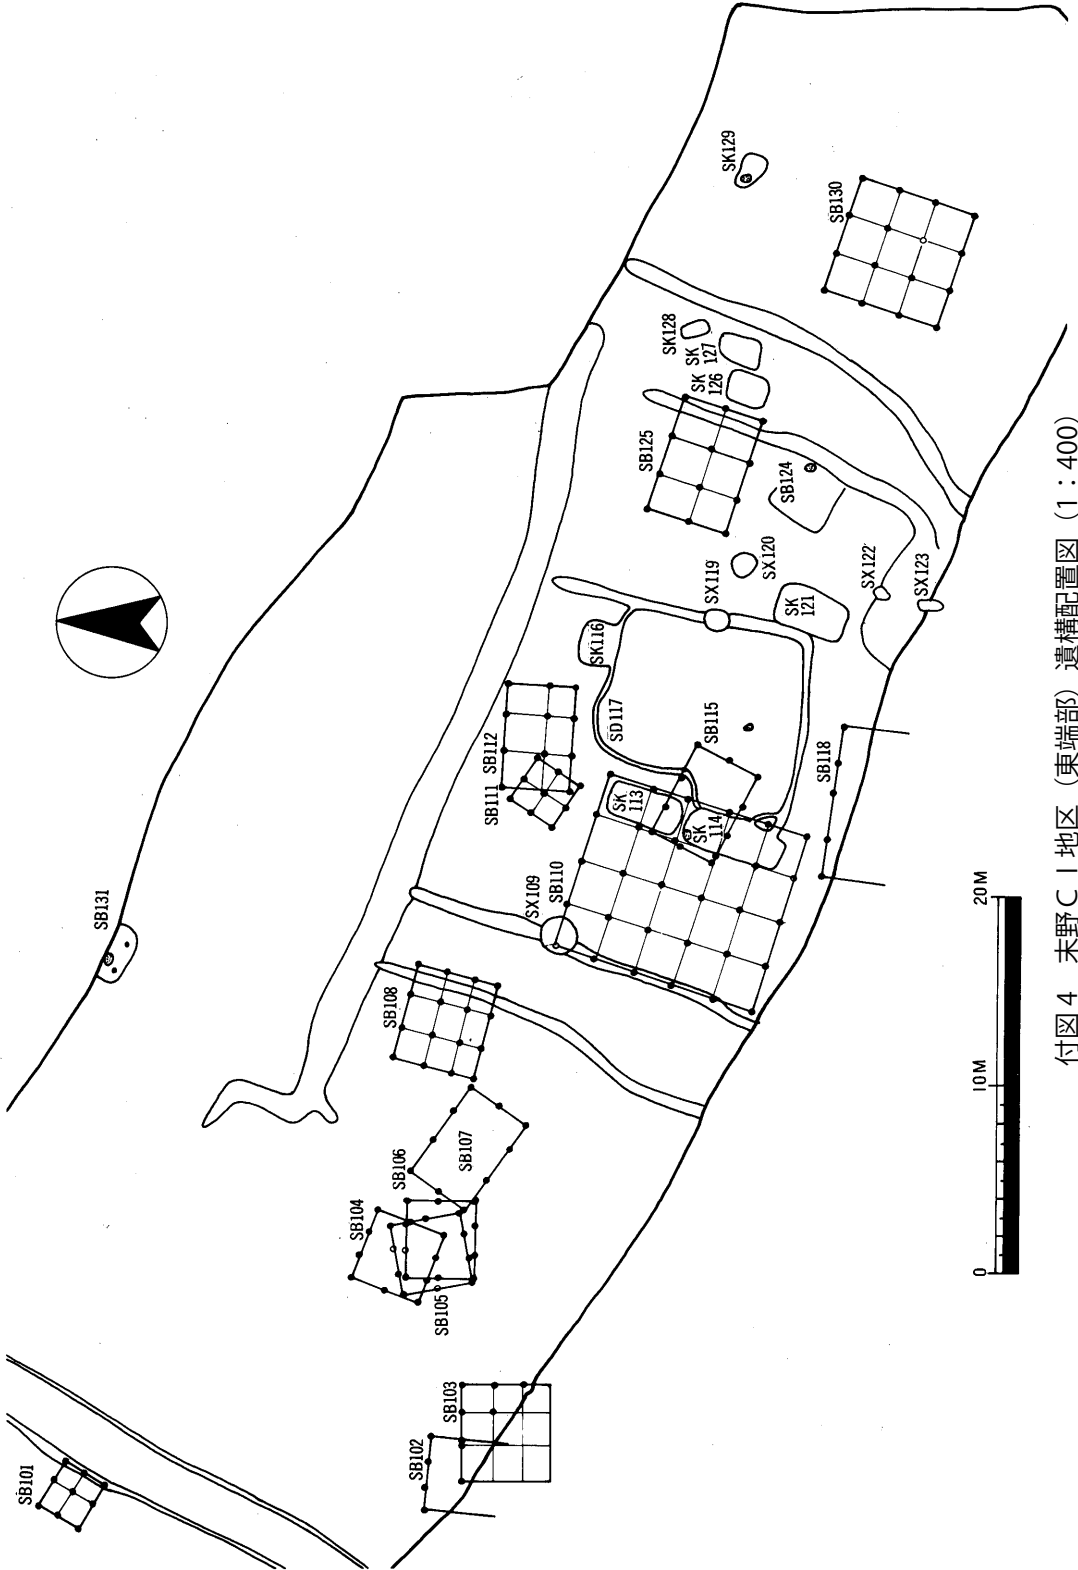 SB101
SB102
SB103
SB104
SB105
SB106
SB107
SB108
SX109
SB110
SB111
SB112
SK
113
SK
114
SB115
SK116
SD117
SB118
SX119
SX120
SK
121
SX122
SX123
SB124
SB125
SK
126
SK
127
SK128
SK129
SB130
SB131
0
10M
20M
付図4 末野CⅠ地区（東端部）遺構配置図（1：400）